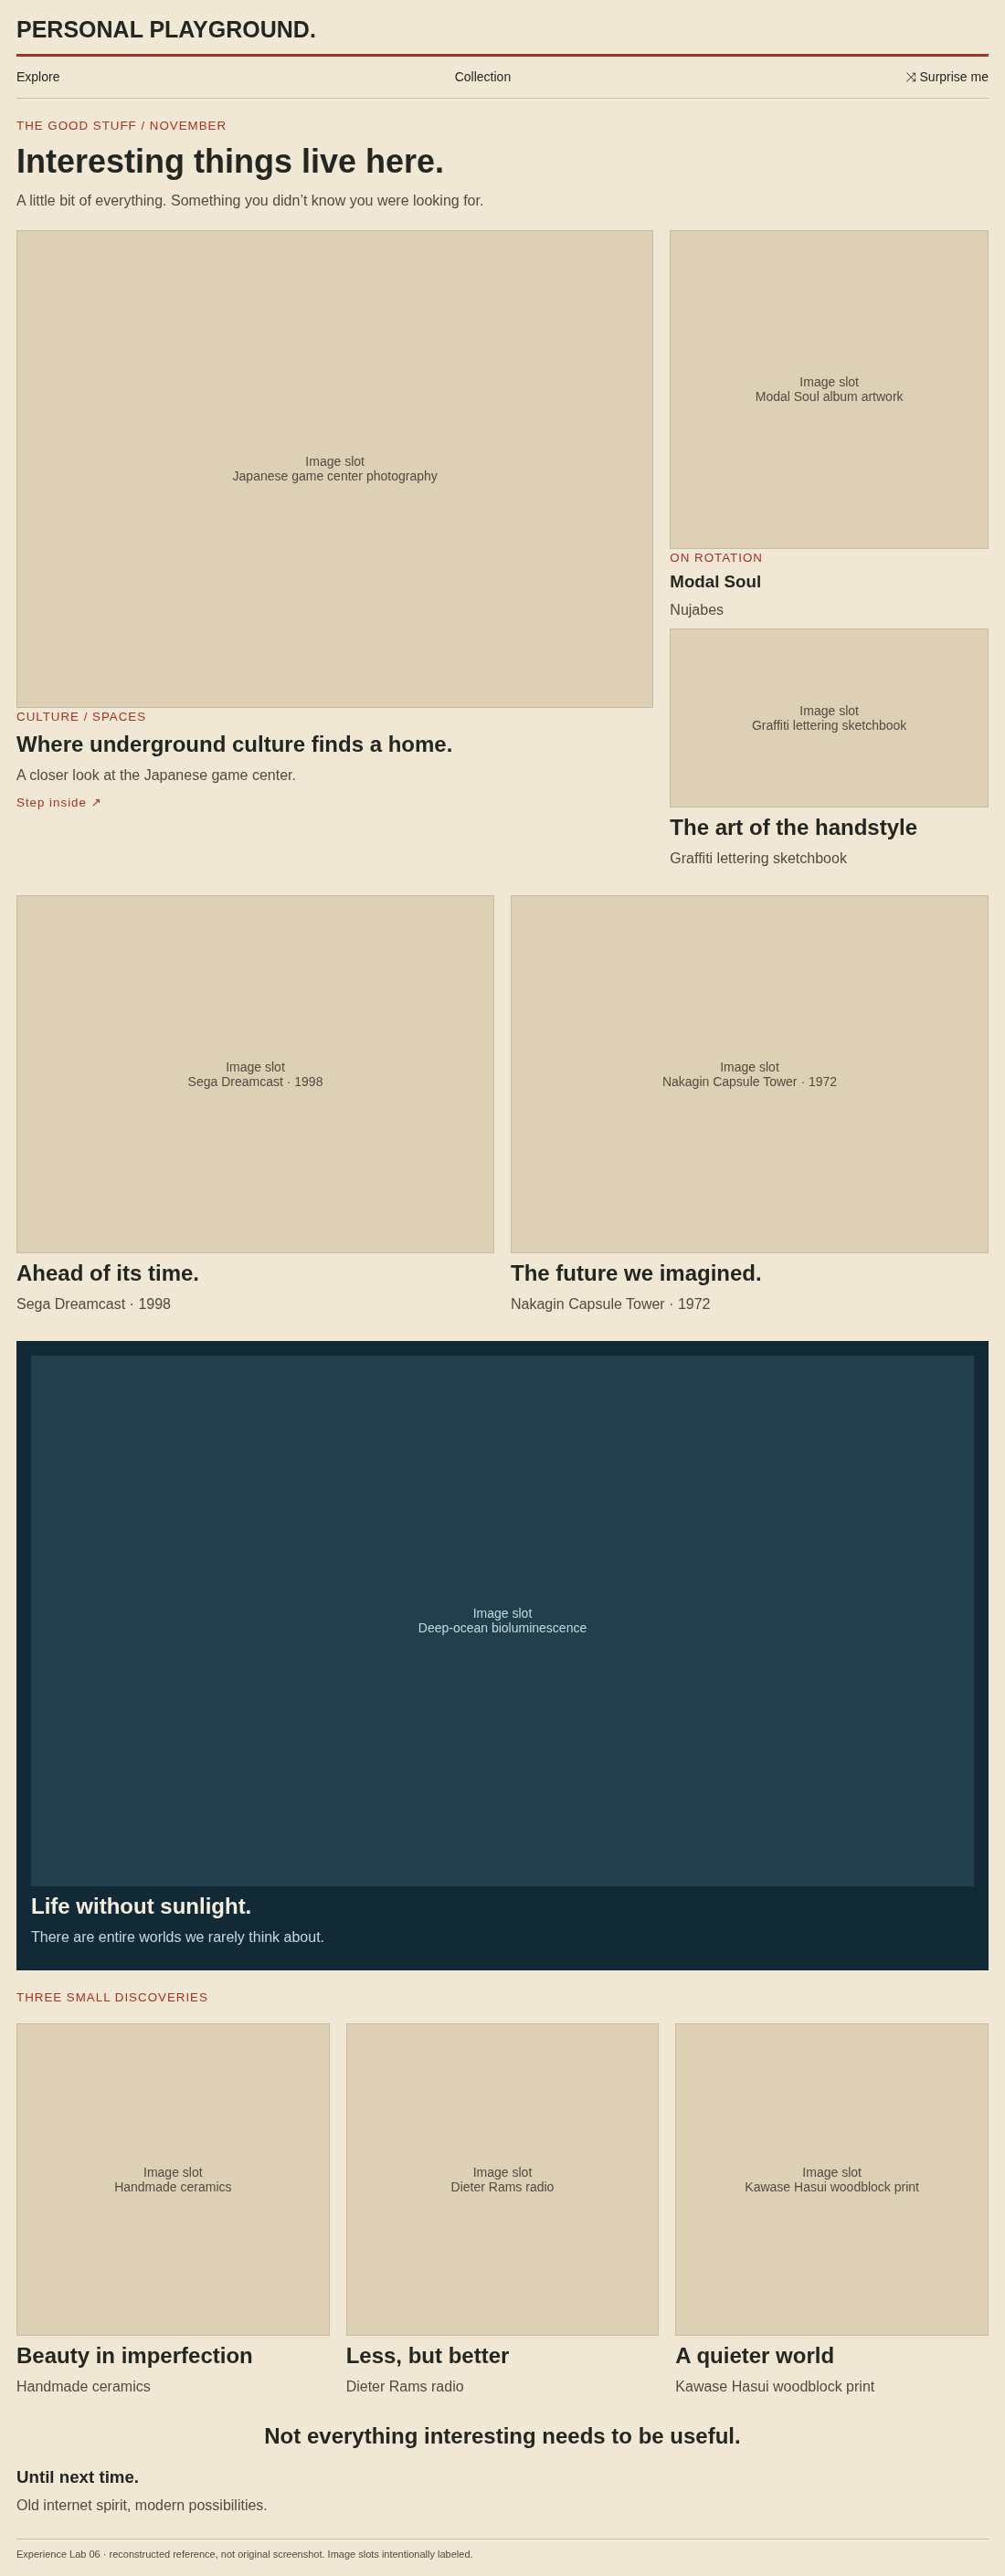 PERSONAL PLAYGROUND.
Explore
Collection
⤨ Surprise me
THE GOOD STUFF / NOVEMBER
Interesting things live here.
A little bit of everything. Something you didn’t know you were looking for.
Image slot
Japanese game center photography
CULTURE / SPACES
Where underground culture finds a home.
A closer look at the Japanese game center.
Step inside ↗
Image slot
Modal Soul album artwork
ON ROTATION
Modal Soul
Nujabes
Image slot
Graffiti lettering sketchbook
The art of the handstyle
Graffiti lettering sketchbook
Image slot
Sega Dreamcast · 1998
Ahead of its time.
Sega Dreamcast · 1998
Image slot
Nakagin Capsule Tower · 1972
The future we imagined.
Nakagin Capsule Tower · 1972
Image slot
Deep-ocean bioluminescence
Life without sunlight.
There are entire worlds we rarely think about.
THREE SMALL DISCOVERIES
Image slot
Handmade ceramics
Beauty in imperfection
Handmade ceramics
Image slot
Dieter Rams radio
Less, but better
Dieter Rams radio
Image slot
Kawase Hasui woodblock print
A quieter world
Kawase Hasui woodblock print
Not everything interesting needs to be useful.
Until next time.
Old internet spirit, modern possibilities.
Experience Lab 06 · reconstructed reference, not original screenshot. Image slots intentionally labeled.